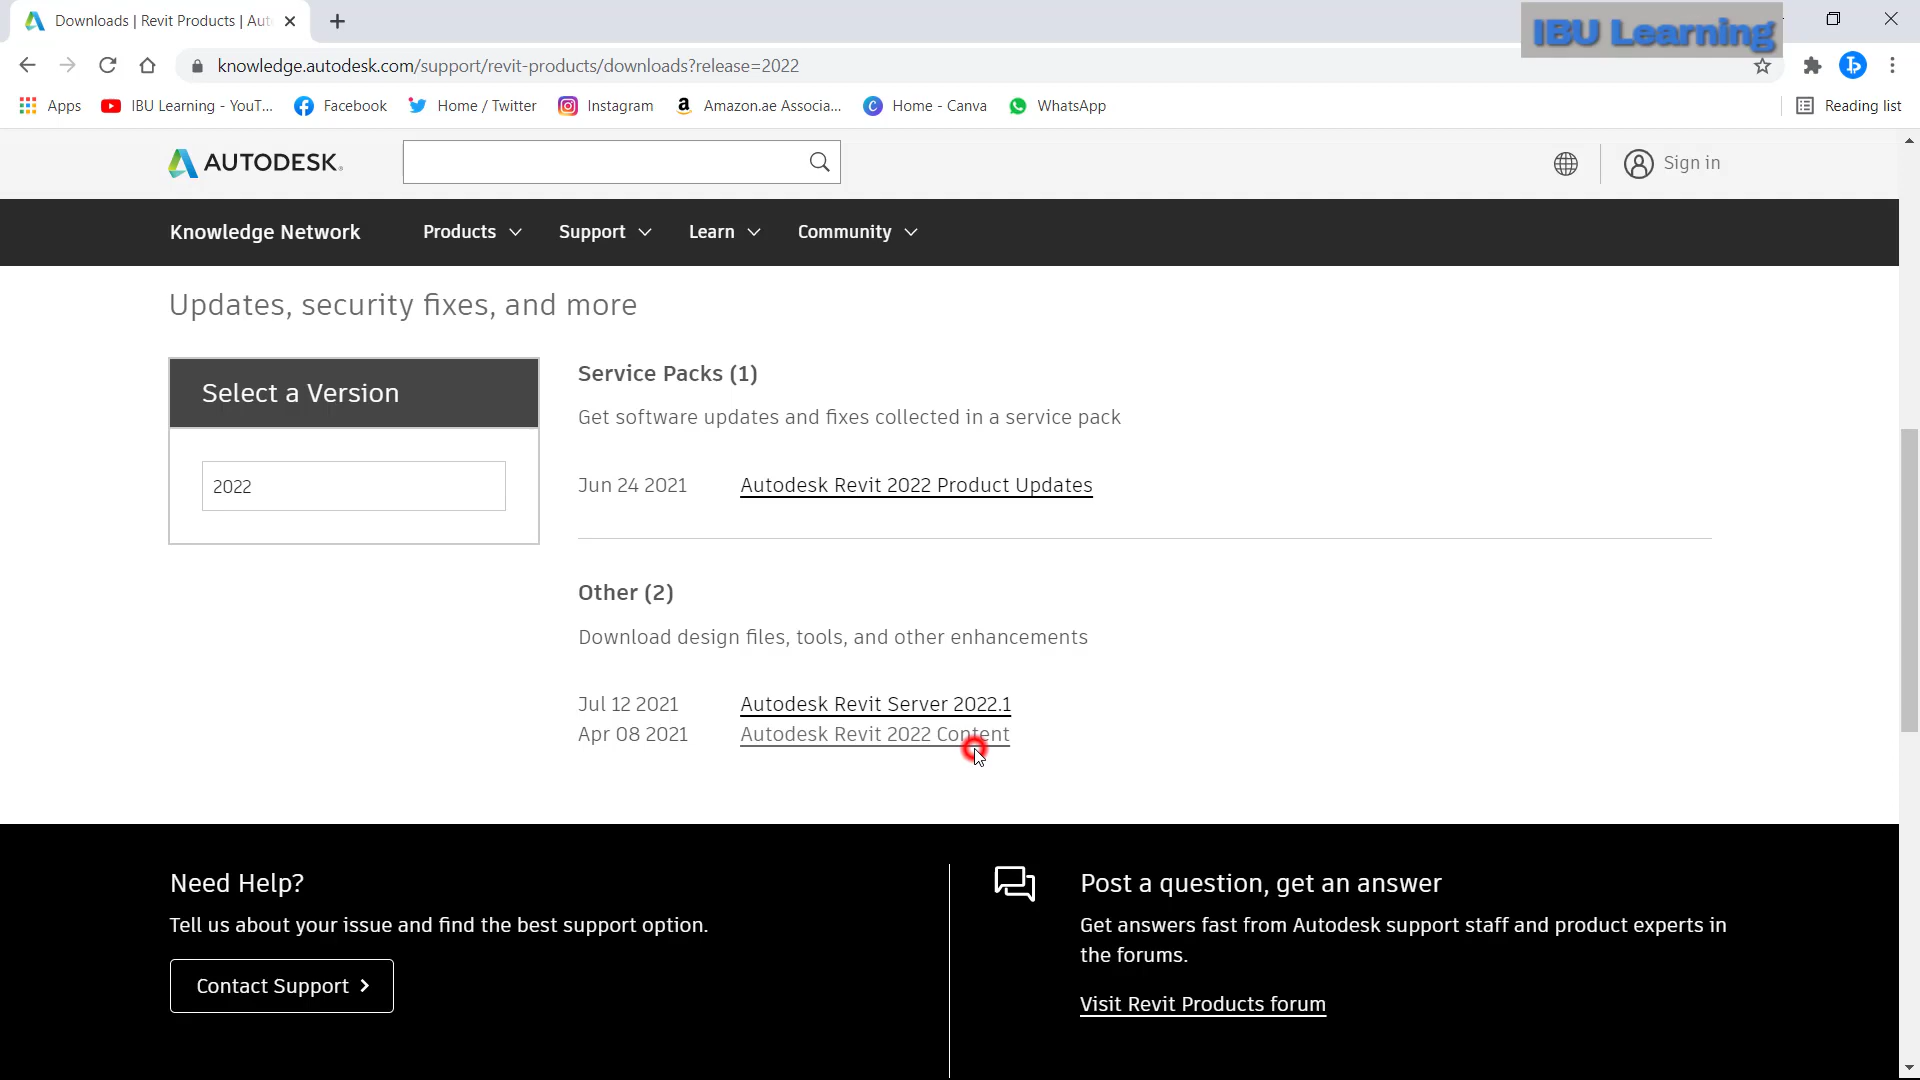 Downloads | Revit Products | Aut
IBU Learning
knowledge.autodesk.com/support/revit-products/downloads?release=2022
Apps IBU Learning - YouT... Facebook Home / Twitter Instagram Amazon.ae Associa... Home - Canva WhatsApp Reading list
AUTODESK. Sign in
Knowledge Network Products Support Learn Community
Updates, security fixes, and more
Select a Version
2022
Service Packs (1)
Get software updates and fixes collected in a service pack
Jun 24 2021 Autodesk Revit 2022 Product Updates
Other (2)
Download design files, tools, and other enhancements
Jul 12 2021 Autodesk Revit Server 2022.1
Apr 08 2021 Autodesk Revit 2022 Content
Need Help?
Tell us about your issue and find the best support option.
Contact Support
Post a question, get an answer
Get answers fast from Autodesk support staff and product experts in
the forums.
Visit Revit Products forum